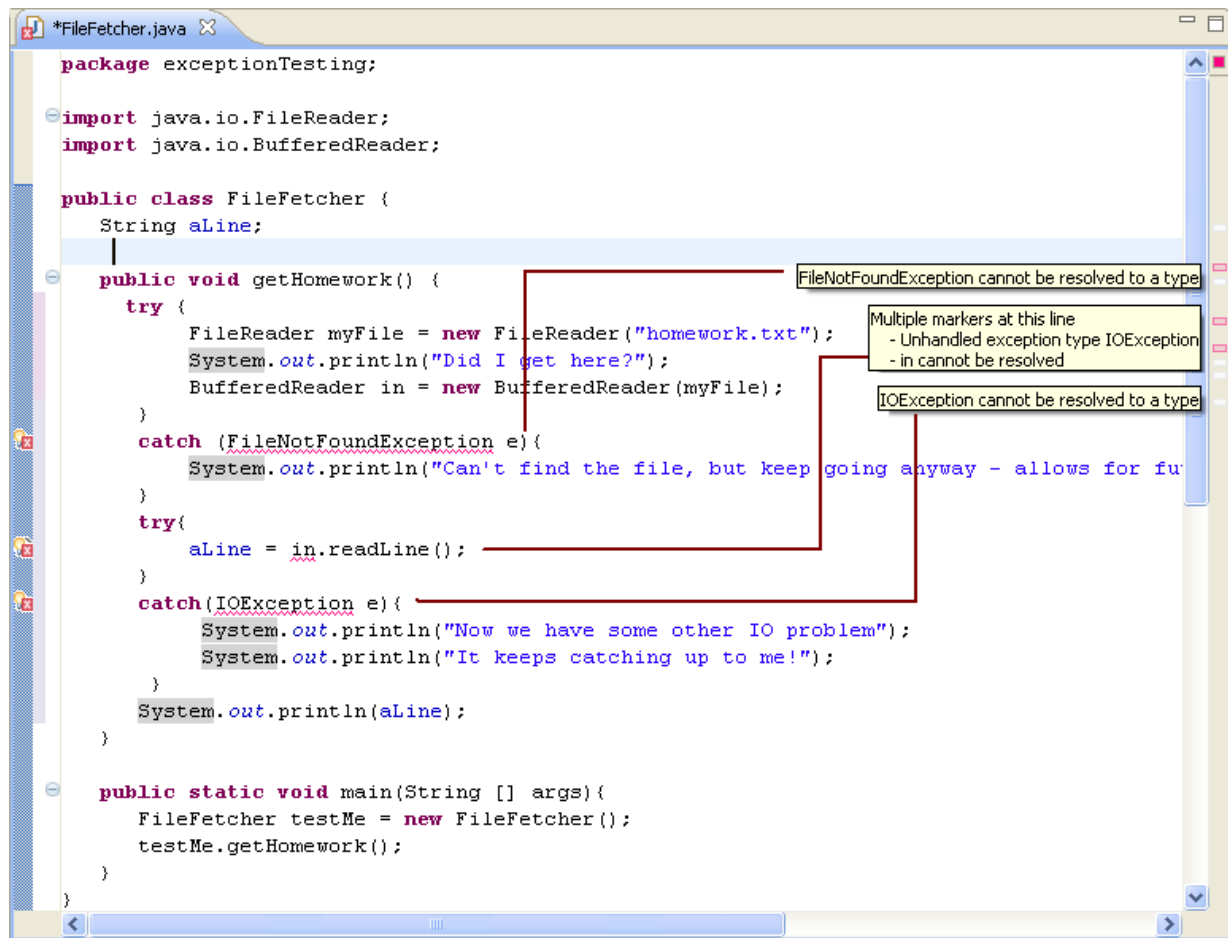 *FileFetcher.java
package exceptionTesting;
import java.io.FileReader;
import java.io.BufferedReader;
public class FileFetcher {
String aLine;
public void getHomework() {
FileNotFoundException cannot be resolved to a type
try {
FileReader myFile = new FileReader("homework.txt");
Multiple markers at this line
- Unhandled exception type IOException
- in cannot be resolved
System.out.println("Did I get here?");
BufferedReader in = new BufferedReader(myFile);
IOException cannot be resolved to a type
}
catch (FileNotFoundException e){
System.out.println("Can't find the file, but keep going anyway - allows for fu
}
try{
aLine = in.readLine();
}
catch(IOException e){
System.out.println("Now we have some other IO problem");
System.out.println("It keeps catching up to me!");
}
System.out.println(aLine);
}
public static void main(String [] args){
FileFetcher testMe = new FileFetcher();
testMe.getHomework();
}
}